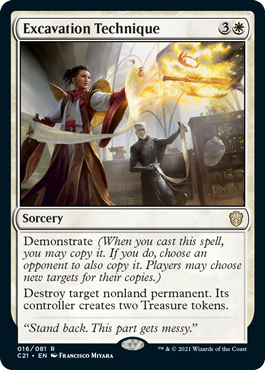 Excavation Technique 3
Sorcery
Demonstrate (When you cast this spell,
you may copy it. If you do, choose an
opponent to also copy it. Players may choose
new targets for their copies.)
Destroy target nonland permanent. Its
controller creates two Treasure tokens.
“Stand back. This part gets messy.”
016/081 R
C21 • EN Francisco Miyara
™ & © 2021 Wizards of the Coast